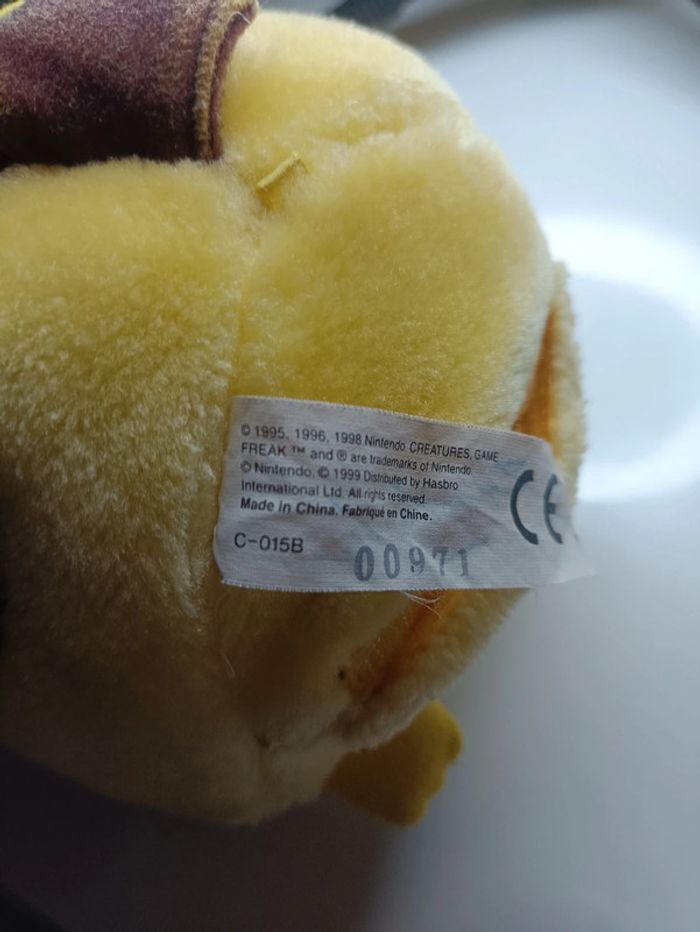 © 1995, 1996, 1998 Nintendo CREATURES, GAME
FREAK ™ and ® are trademarks of Nintendo
© Nintendo. © 1999 Distributed by Hasbro
International Ltd. All rights reserved.
Made in China. Fabriqué en Chine.
C-015B
00971
CE